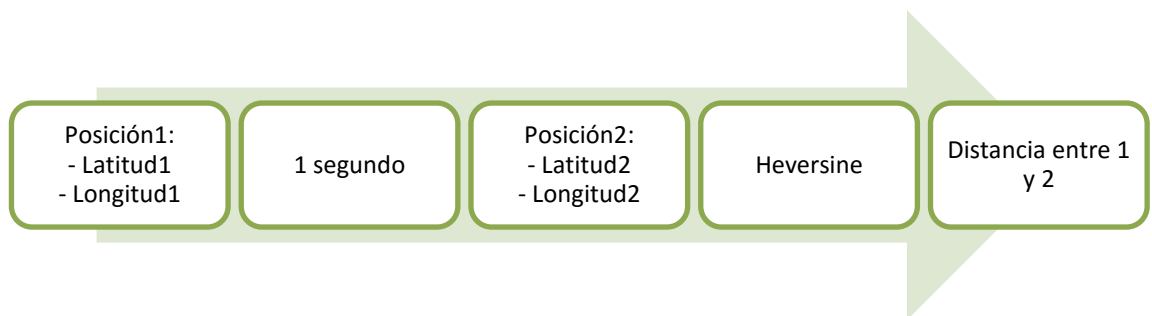 Posición1:
- Latitud1
- Longitud1
1 segundo
Posición2:
- Latitud2
- Longitud2
Heversine
Distancia entre 1
y 2